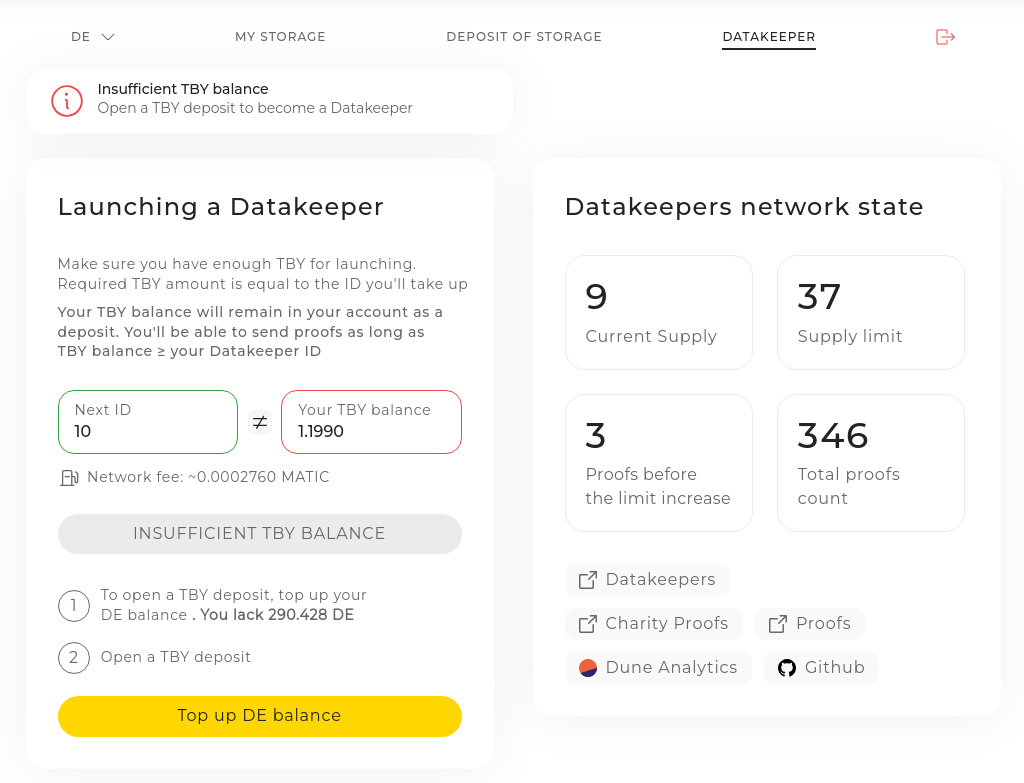 DE
MY STORAGE
DEPOSIT OF STORAGE
DATAKEEPER
Insufficient TBY balance
Open a TBY deposit to become a Datakeeper
Launching a Datakeeper
Make sure you have enough TBY for launching.
Required TBY amount is equal to the ID you'll take up
Your TBY balance will remain in your account as a
deposit. You'll be able to send proofs as long as
TBY balance ≥ your Datakeeper ID
Next ID
10
≠
Your TBY balance
1.1990
Network fee: ~0.0002760 MATIC
INSUFFICIENT TBY BALANCE
1
To open a TBY deposit, top up your
DE balance . You lack 290.428 DE
2
Open a TBY deposit
Top up DE balance
Datakeepers network state
9
Current Supply
37
Supply limit
3
Proofs before
the limit increase
346
Total proofs
count
Datakeepers
Charity Proofs
Proofs
Dune Analytics
Github